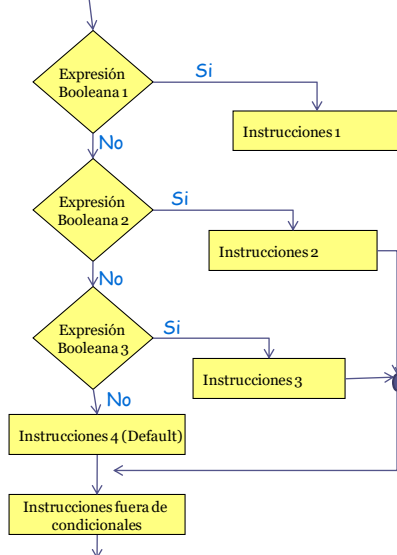 Expresión
Booleana 1
Si
Instrucciones 1
No
Expresión
Booleana 2
Si
Instrucciones 2
No
Expresión
Booleana 3
Si
Instrucciones 3
No
Instrucciones 4 (Default)
Instrucciones fuera de
condicionales